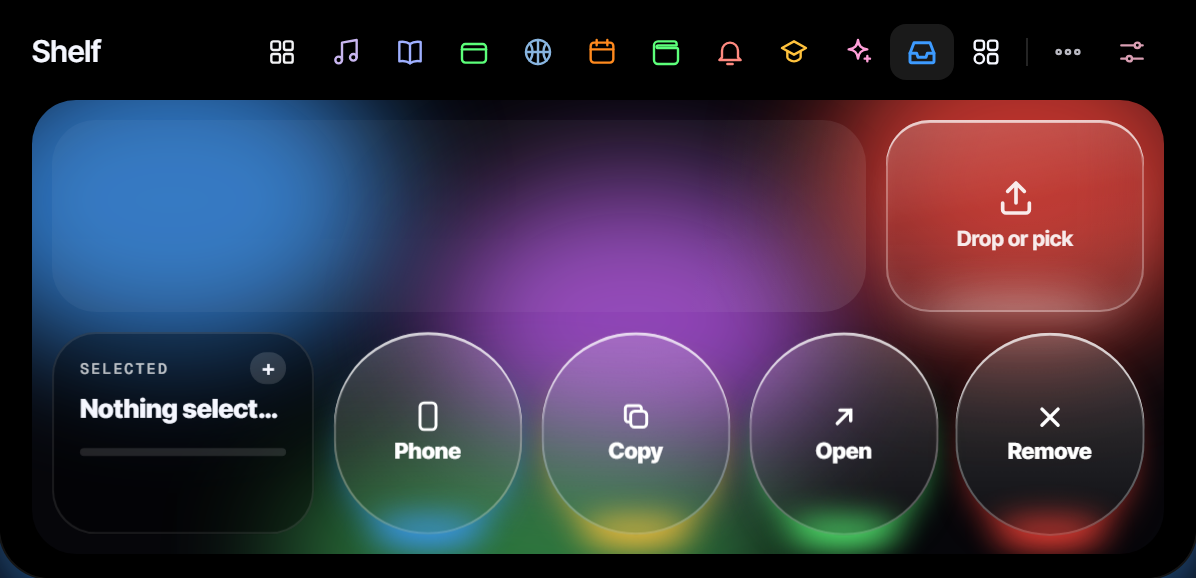 Shelf
Drop or pick
SELECTED
Nothing select...
Phone
Copy
Open
Remove